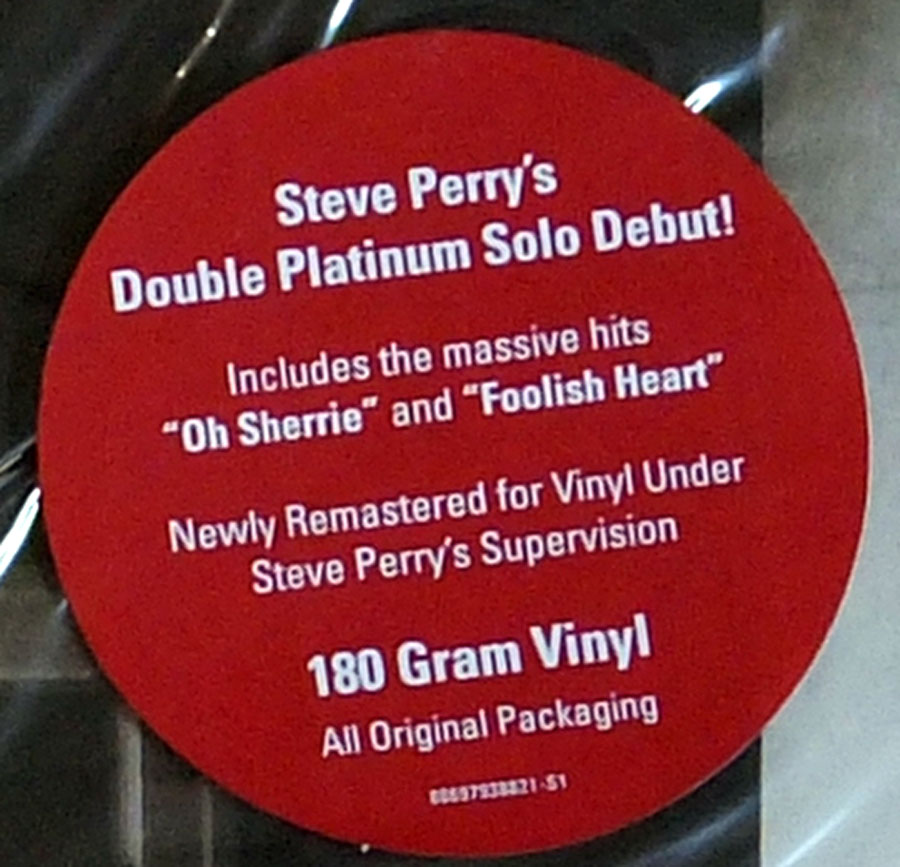 Steve Perry's
Double Platinum Solo Debut!
Includes the massive hits
“Oh Sherrie” and “Foolish Heart”
Newly Remastered for Vinyl Under
Steve Perry's Supervision
180 Gram Vinyl
All Original Packaging